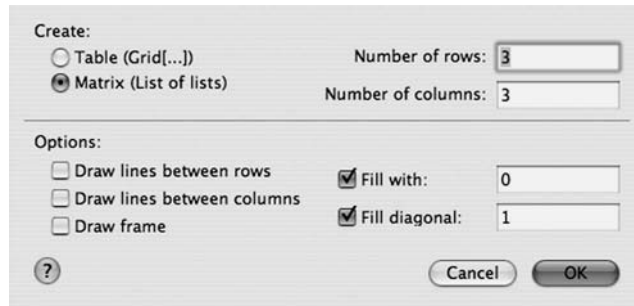 Create:
Table (Grid[...])
Number of rows: 3
Matrix (List of lists)
Number of columns: 3
Options:
Draw lines between rows
Fill with: 0
Draw lines between columns
Fill diagonal: 1
Draw frame
?
Cancel OK